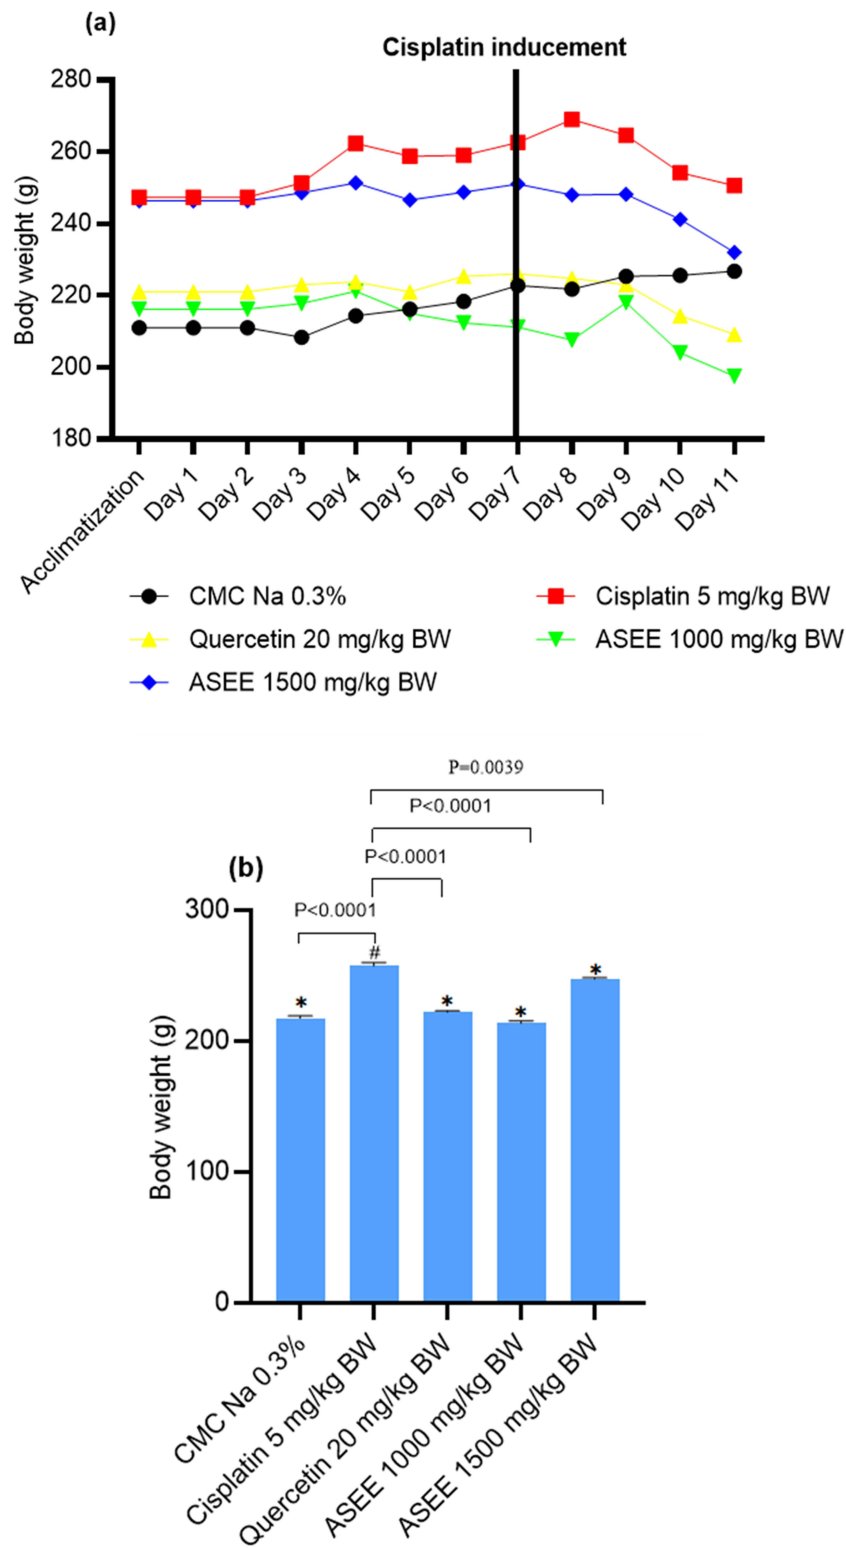 (a)
Cisplatin inducement
Body weight (g)
280
260
240
220
200
180
Acclimatization
Day 1
Day 2
Day 3
Day 4
Day 5
Day 6
Day 7
Day 8
Day 9
Day 10
Day 11
CMC Na 0.3%
Cisplatin 5 mg/kg BW
Quercetin 20 mg/kg BW
ASEE 1000 mg/kg BW
ASEE 1500 mg/kg BW
P=0.0039
P<0.0001
P<0.0001
(b)
P<0.0001
Body weight (g)
300
200
100
0
*
#
*
*
*
CMC Na 0.3%
Cisplatin 5 mg/kg BW
Quercetin 20 mg/kg BW
ASEE 1000 mg/kg BW
ASEE 1500 mg/kg BW